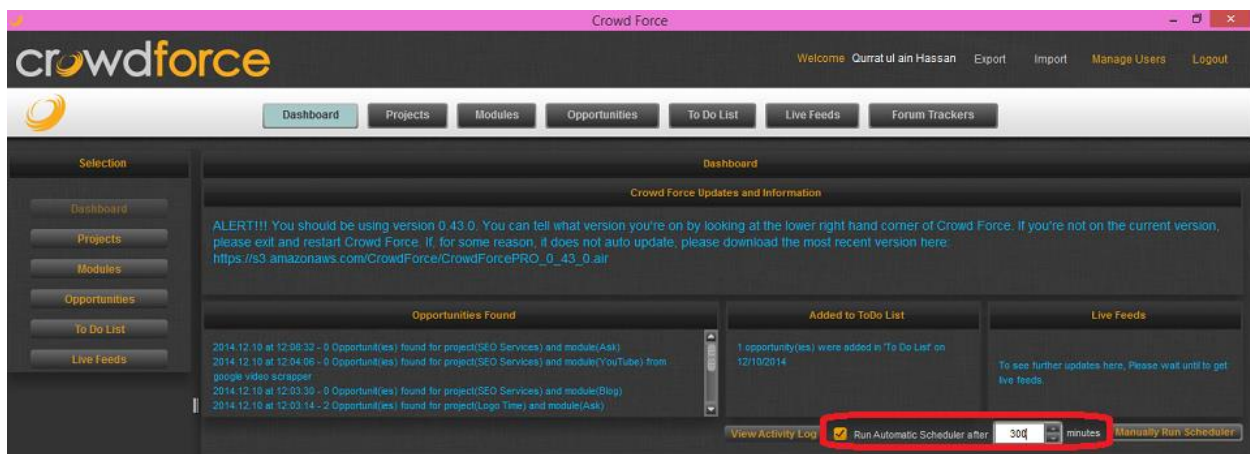 Crowd Force
crowdforce
Welcome Qurrat ul ain Hassan Export Import Manage Users Logout
Dashboard Projects Modules Opportunities To Do List Live Feeds Forum Trackers
Selection
Dashboard
Projects
Modules
Opportunities
To Do List
Live Feeds
Dashboard
Crowd Force Updates and Information
ALERT!!! You should be using version 0.43.0. You can tell what version you're on by looking at the lower right hand corner of Crowd Force. If you're not on the current version,
please exit and restart Crowd Force. If, for some reason, it does not auto update, please download the most recent version here:
https://s3.amazonaws.com/CrowdForce/CrowdForcePRO_0_43_0.air
Opportunities Found
2014.12.10 at 12:08:32 - 0 Opportunit(ies) found for project(SEO Services) and module(Ask)
2014.12.10 at 12:04:06 - 0 Opportunit(ies) found for project(SEO Services) and module(YouTube) from
google video scrapper
2014.12.10 at 12:03:30 - 0 Opportunit(ies) found for project(SEO Services) and module(Blog)
2014.12.10 at 12:03:14 - 2 Opportunit(ies) found for project(Logo Time) and module(Ask)
Added to ToDo List
1 opportunity(ies) were added in 'To Do List' on
12/10/2014
Live Feeds
To see further updates here, Please wait until to get
live feeds.
View Activity Log Run Automatic Scheduler after 300 minutes Manually Run Scheduler